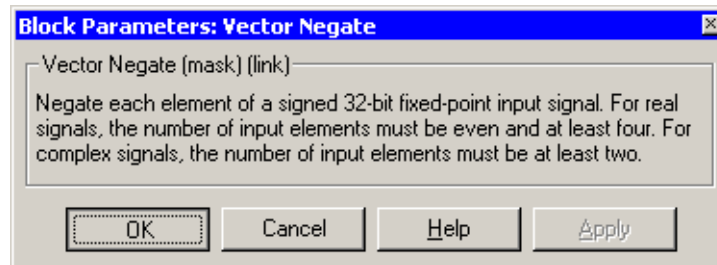 Block Parameters: Vector Negate
Vector Negate (mask) (link)
Negate each element of a signed 32-bit fixed-point input signal. For real
signals, the number of input elements must be even and at least four. For
complex signals, the number of input elements must be at least two.
OK Cancel Help Apply